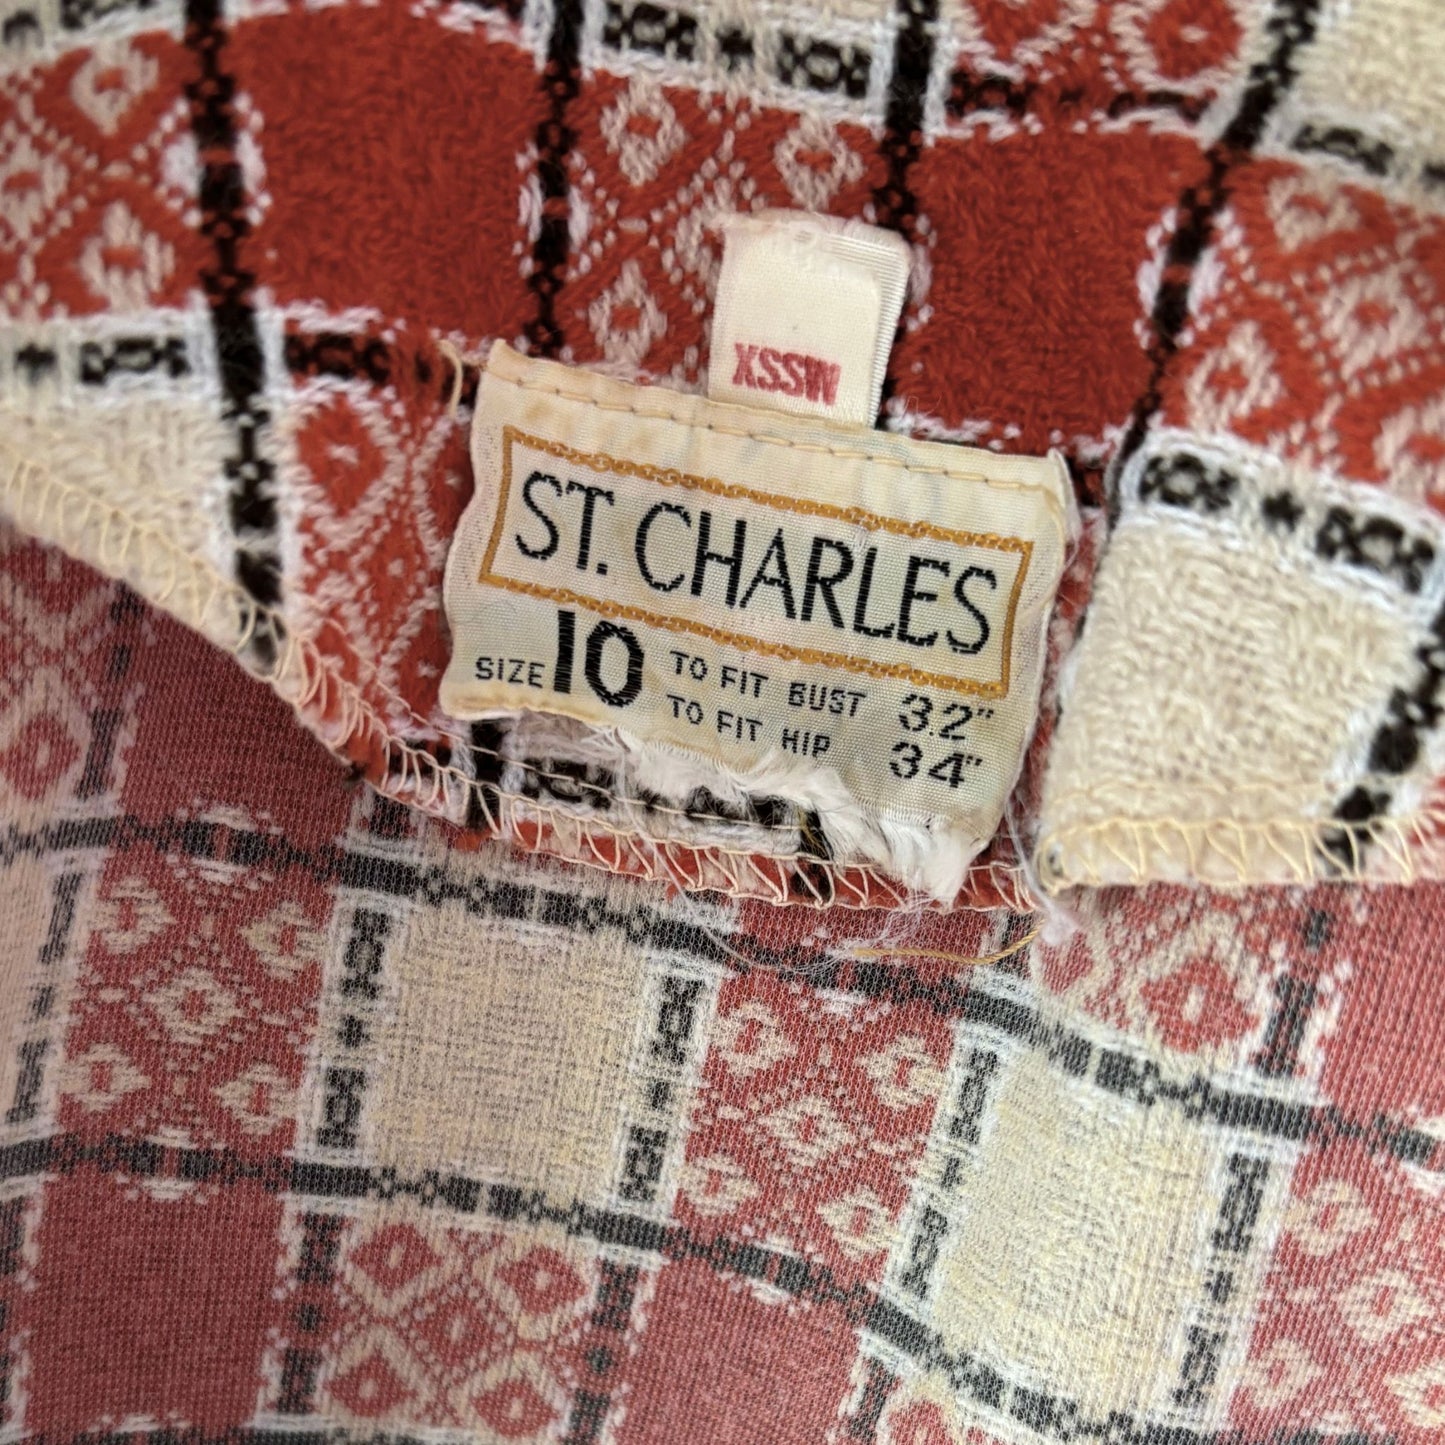 XSSW
ST. CHARLES
SIZE 10 TO FIT BUST 32"
TO FIT HIP 34"